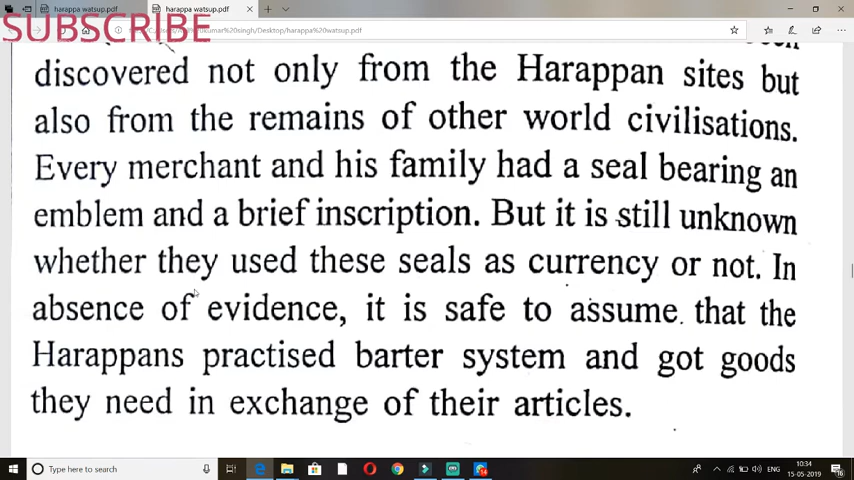 harappa watsup.pdf
harappa watsup.pdf
SUBSCRIBE
discovered not only from the Harappan sites but
also from the remains of other world civilisations.
Every merchant and his family had a seal bearing an
emblem and a brief inscription. But it is still unknown
whether they used these seals as currency or not. In
absence of evidence, it is safe to assume that the
Harappans practised barter system and got goods
they need in exchange of their articles.
Type here to search
ENG
10:34
15-05-2019